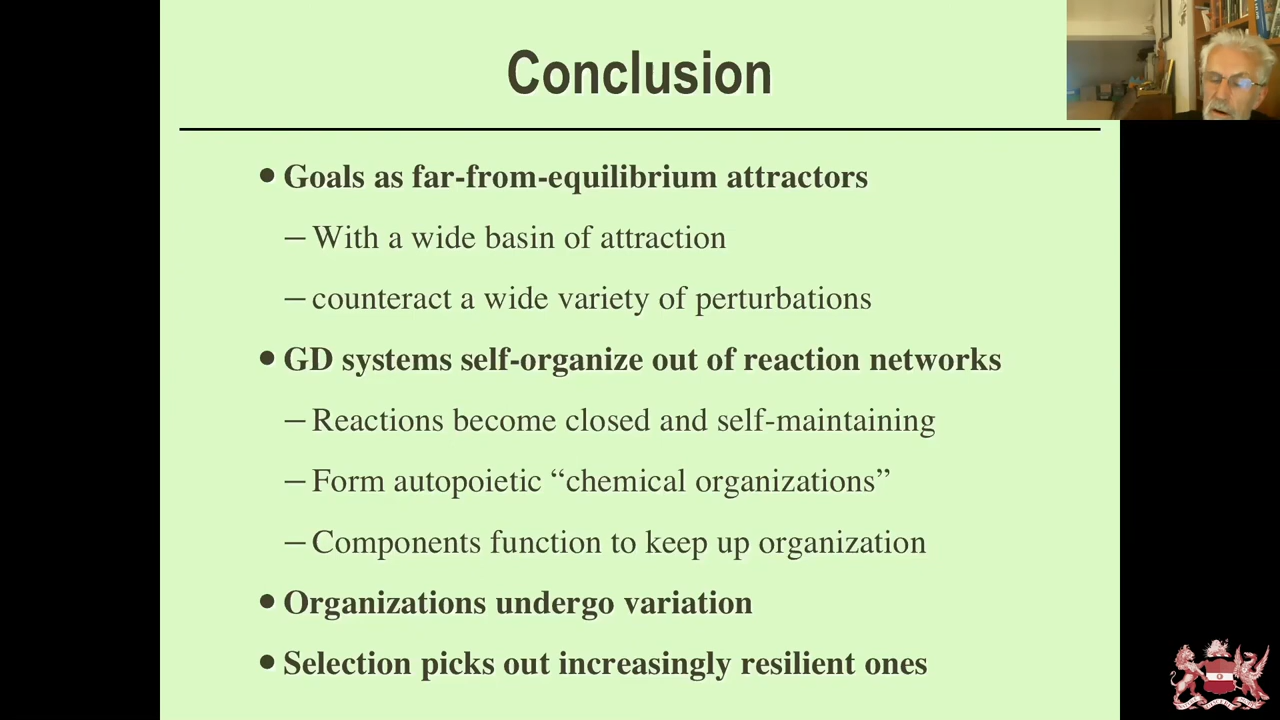 Conclusion
• Goals as far-from-equilibrium attractors
– With a wide basin of attraction
– counteract a wide variety of perturbations
• GD systems self-organize out of reaction networks
– Reactions become closed and self-maintaining
– Form autopoietic “chemical organizations”
– Components function to keep up organization
• Organizations undergo variation
• Selection picks out increasingly resilient ones